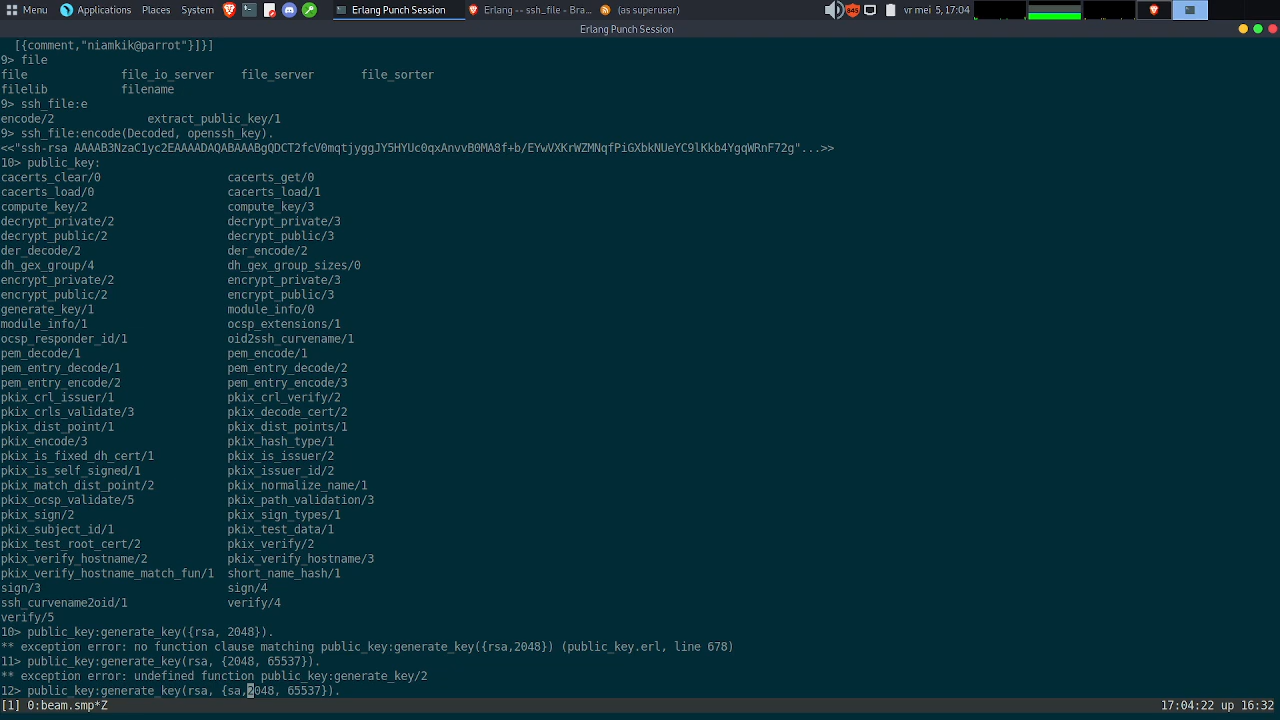 Menu Applications Places System Erlang Punch Session Erlang -- ssh_file - Bra... (as superuser) 645 vr mei 5, 17:04
Erlang Punch Session
[{comment,"niamkik@parrot"}]}]
9> file
file file_io_server file_server file_sorter
filelib filename
9> ssh_file:e
encode/2 extract_public_key/1
9> ssh_file:encode(Decoded, openssh_key).
<<"ssh-rsa AAAAB3NzaC1yc2EAAAADAQABAAABgQDCT2fcV0mqtjyggJY5HYUc0qxAnvvB0MA8f+b/EYwVXKrWZMNqfPiGXbkNUeYC9lKkb4YgqWRnF72g"...>>
10> public_key:
cacerts_clear/0 cacerts_get/0
cacerts_load/0 cacerts_load/1
compute_key/2 compute_key/3
decrypt_private/2 decrypt_private/3
decrypt_public/2 decrypt_public/3
der_decode/2 der_encode/2
dh_gex_group/4 dh_gex_group_sizes/0
encrypt_private/2 encrypt_private/3
encrypt_public/2 encrypt_public/3
generate_key/1 module_info/0
module_info/1 ocsp_extensions/1
ocsp_responder_id/1 oid2ssh_curvename/1
pem_decode/1 pem_encode/1
pem_entry_decode/1 pem_entry_decode/2
pem_entry_encode/2 pem_entry_encode/3
pkix_crl_issuer/1 pkix_crl_verify/2
pkix_crls_validate/3 pkix_decode_cert/2
pkix_dist_point/1 pkix_dist_points/1
pkix_encode/3 pkix_hash_type/1
pkix_is_fixed_dh_cert/1 pkix_is_issuer/2
pkix_is_self_signed/1 pkix_issuer_id/2
pkix_match_dist_point/2 pkix_normalize_name/1
pkix_ocsp_validate/5 pkix_path_validation/3
pkix_sign/2 pkix_sign_types/1
pkix_subject_id/1 pkix_test_data/1
pkix_test_root_cert/2 pkix_verify/2
pkix_verify_hostname/2 pkix_verify_hostname/3
pkix_verify_hostname_match_fun/1 short_name_hash/1
sign/3 sign/4
ssh_curvename2oid/1 verify/4
verify/5
10> public_key:generate_key({rsa, 2048}).
** exception error: no function clause matching public_key:generate_key({rsa,2048}) (public_key.erl, line 678)
11> public_key:generate_key(rsa, {2048, 65537}).
** exception error: undefined function public_key:generate_key/2
12> public_key:generate_key(rsa, {sa,2048, 65537}).
[1] 0:beam.smp*Z 17:04:22 up 16:32